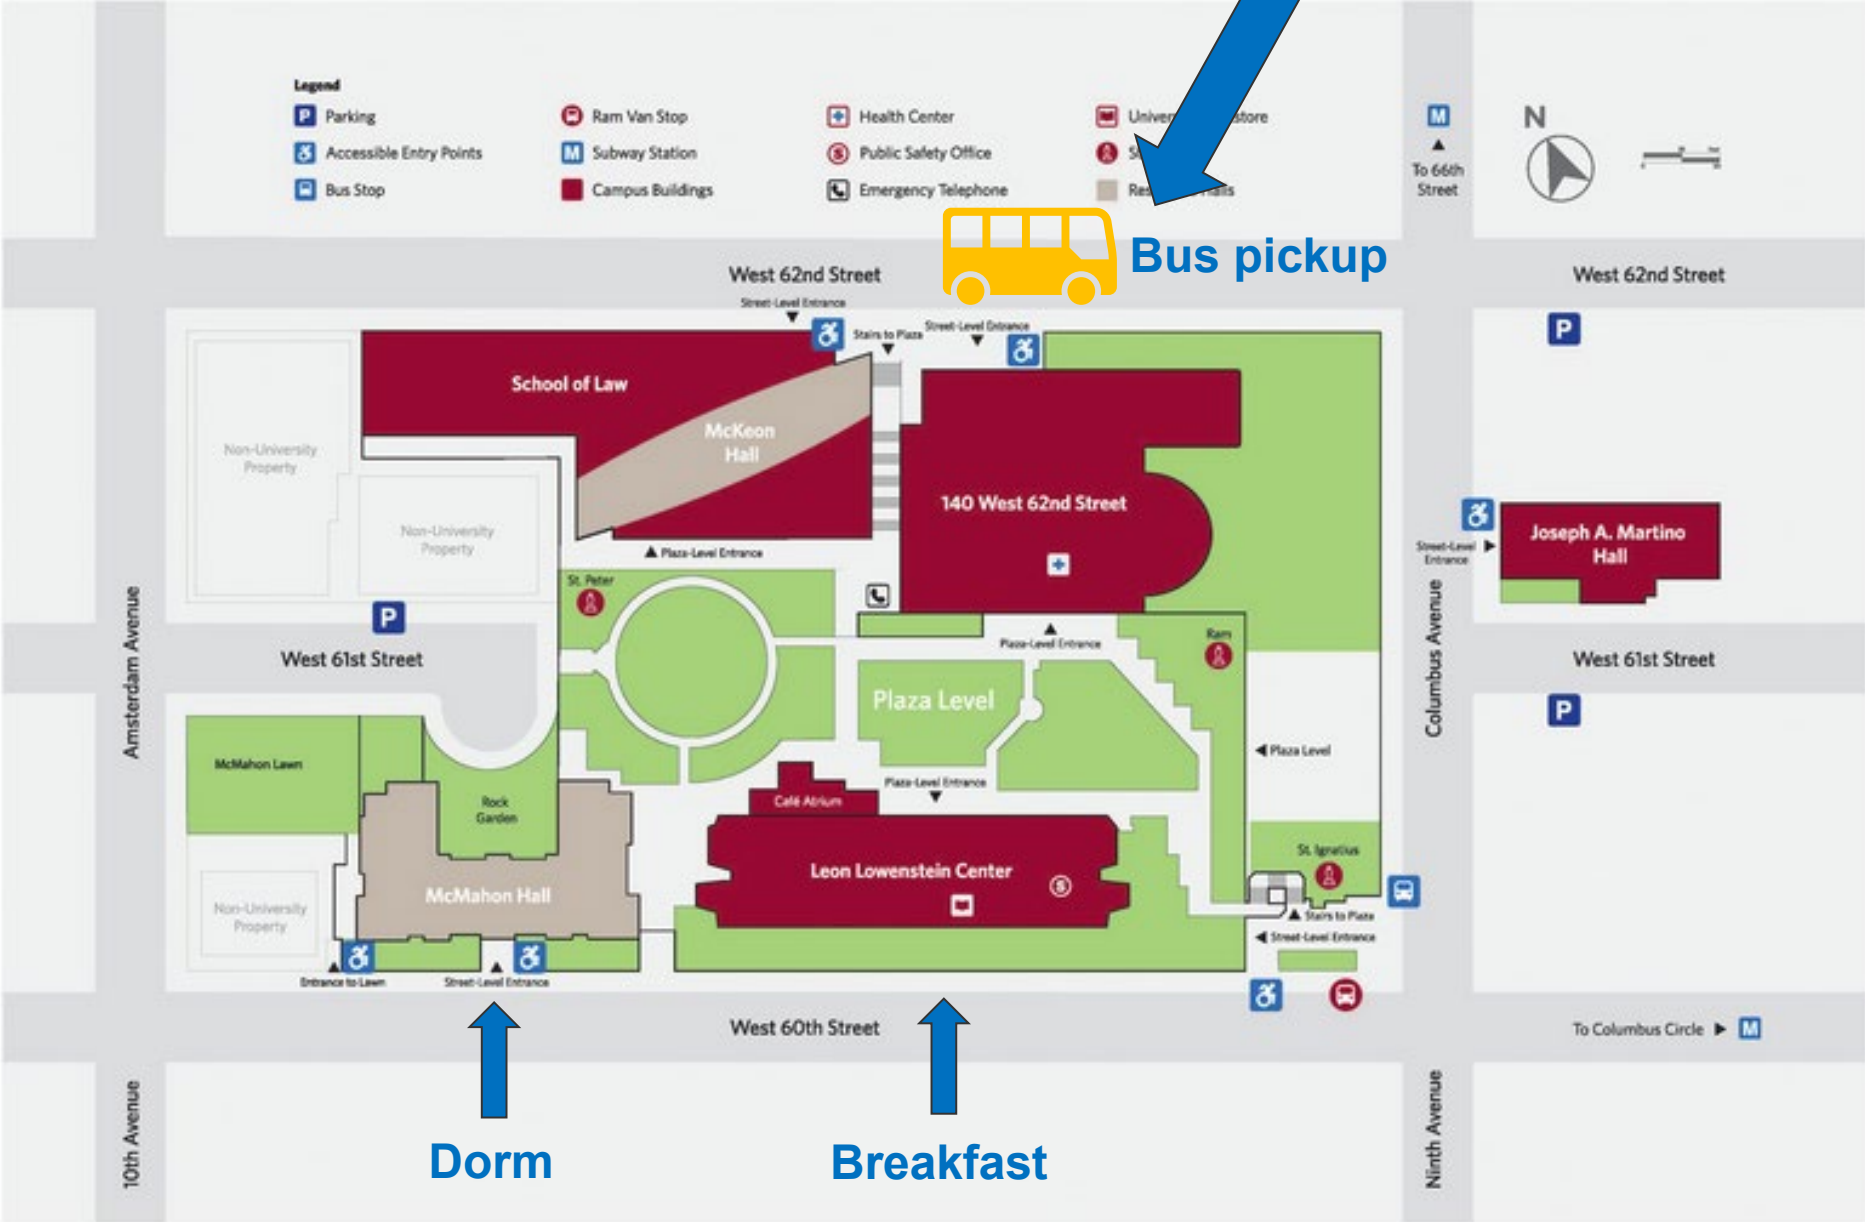 Legend
P Parking
Ram Van Stop
Health Center
Univer store
Accessible Entry Points
M Subway Station
S Public Safety Office
Bus Stop
Campus Buildings
Emergency Telephone
M
To 66th
Street
N
Bus pickup
West 62nd Street
West 62nd Street
Street-Level Entrance
Stairs to Plaza
Street-Level Entrance
P
School of Law
McKeon
Hall
Non-University
Property
Non-University
Property
140 West 62nd Street
Joseph A. Martino
Hall
Street-Level
Entrance
Plaza-Level Entrance
St. Peter
P
Plaza-Level Entrance
Ram
West 61st Street
West 61st Street
Amsterdam Avenue
Columbus Avenue
Plaza Level
P
Plaza Level
McMahon Lawn
Rock
Garden
Plaza-Level Entrance
Café Atrium
St. Ignatius
Leon Lowenstein Center
S
McMahon Hall
Non-University
Property
Stairs to Plaza
Street-Level Entrance
Entrance to Lawn
Street-Level Entrance
West 60th Street
To Columbus Circle M
10th Avenue
Ninth Avenue
Dorm
Breakfast